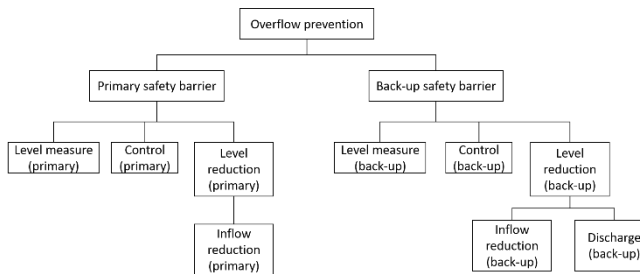 Overflow prevention
Primary safety barrier
Back-up safety barrier
Level measure
(primary)
Control
(primary)
Level
reduction
(primary)
Level measure
(back-up)
Control
(back-up)
Level
reduction
(back-up)
Inflow
reduction
(primary)
Inflow
reduction
(back-up)
Discharge
(back-up)